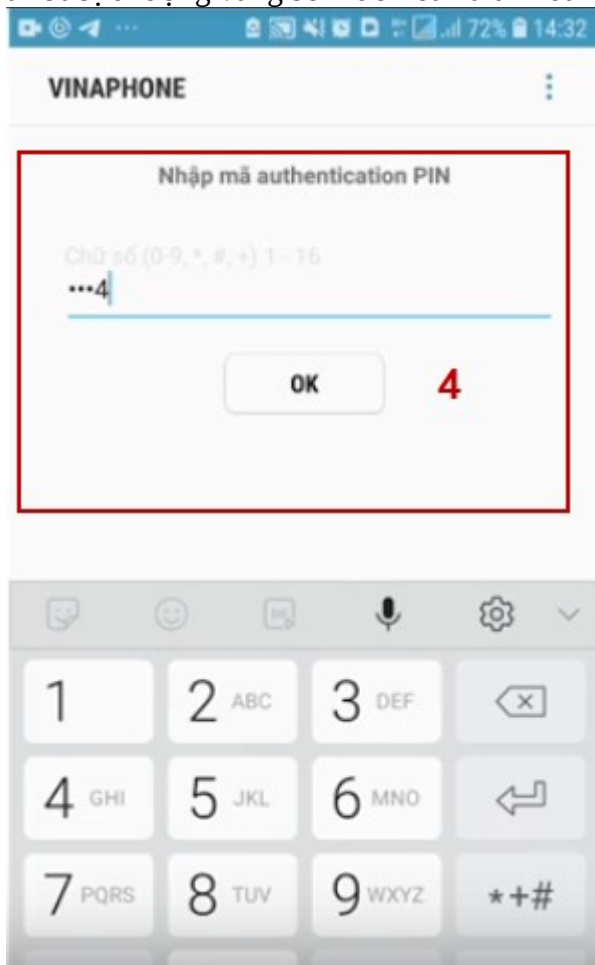 72% 14:32
VINAPHONE
Nhập mã authentication PIN
Chữ số (0-9, *, #, +) 1 - 16
•••4
OK
4
1 2 ABC 3 DEF
4 GHI 5 JKL 6 MNO
7 PQRS 8 TUV 9 WXYZ *+#